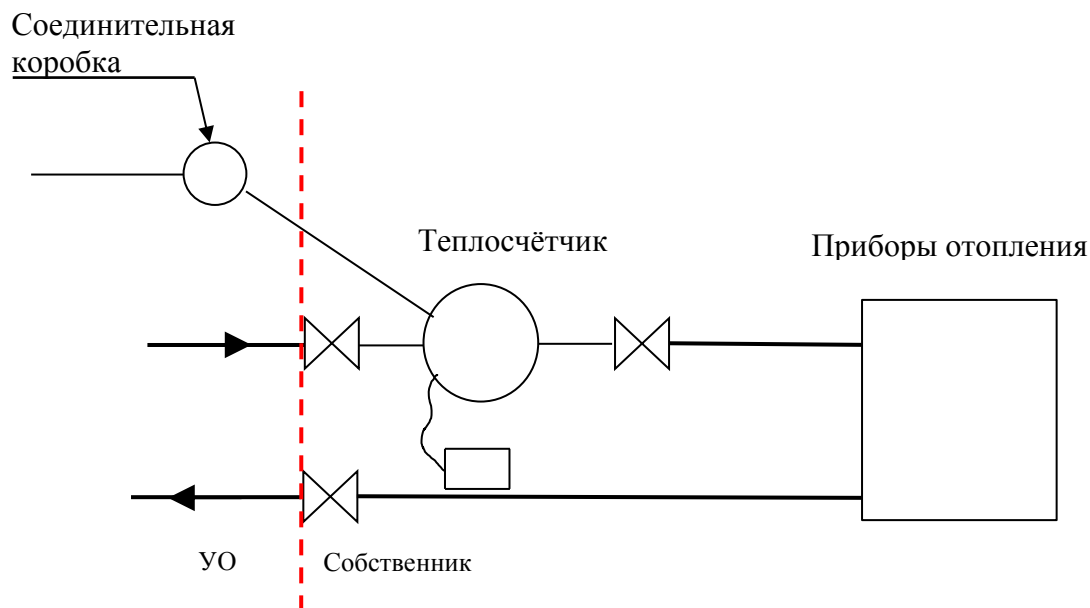 Соединительная
коробка
Теплосчётчик
Приборы отопления
УО
Собственник